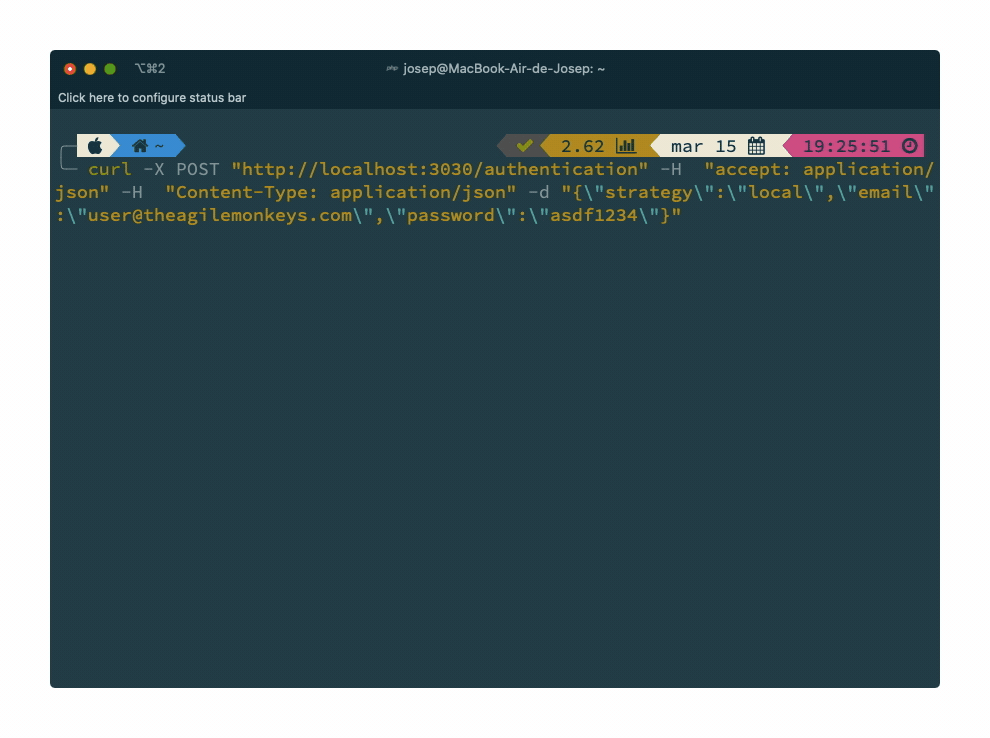 ⌥⌘2
php josep@MacBook-Air-de-Josep: ~
Click here to configure status bar
~ 2.62 mar 15 19:25:51
curl -X POST "http://localhost:3030/authentication" -H  "accept: application/
json" -H  "Content-Type: application/json" -d "{\"strategy\":\"local\",\"email\"
:\"user@theagilemonkeys.com\",\"password\":\"asdf1234\"}"